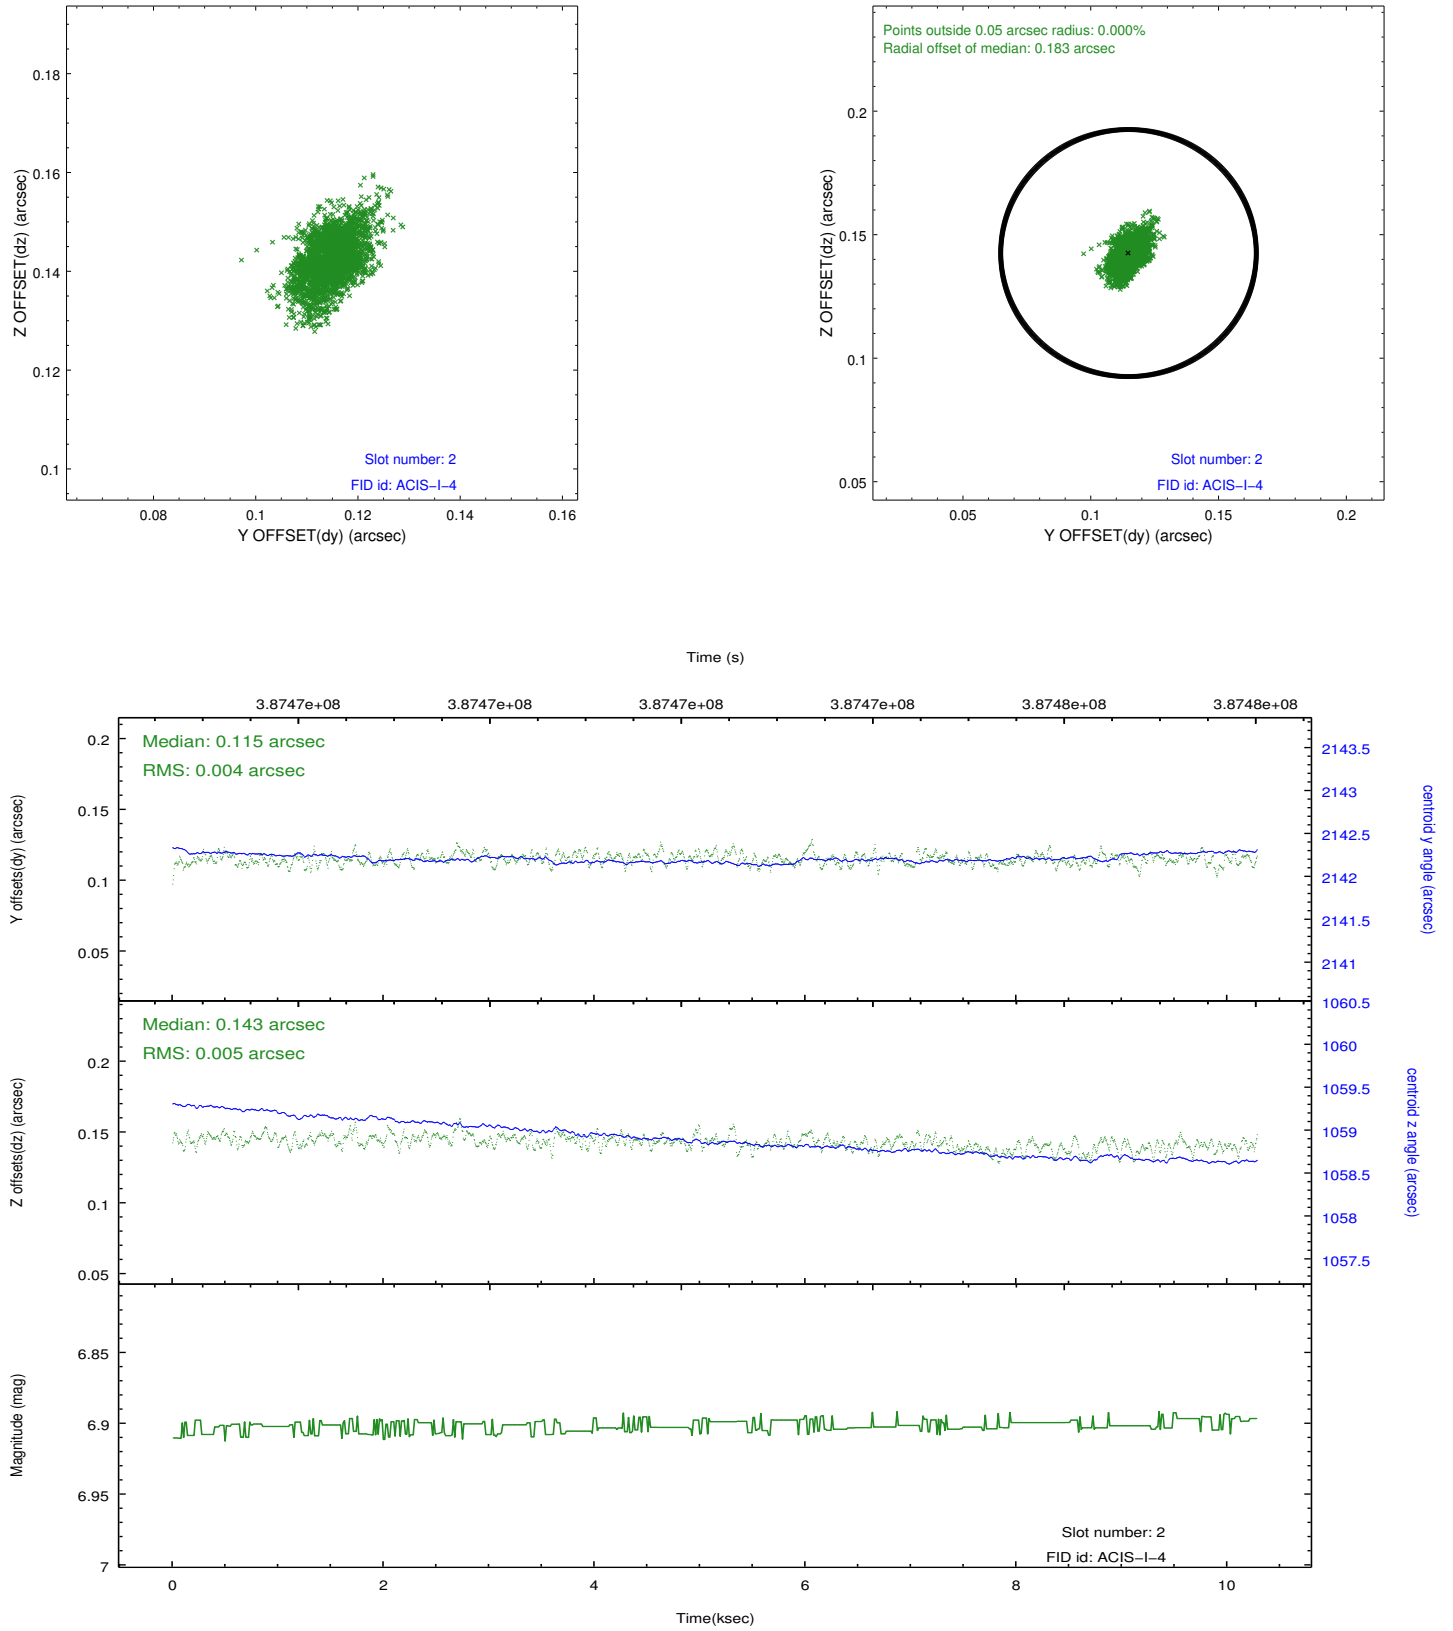 0.18
0.16
0.14
0.12
0.1
Z OFFSET(dz) (arcsec)
Slot number: 2
FID id: ACIS−I−4
0.08 0.1 0.12 0.14 0.16
Y OFFSET(dy) (arcsec)
Points outside 0.05 arcsec radius: 0.000%
Radial offset of median: 0.183 arcsec
0.2
0.15
0.1
0.05
Z OFFSET(dz) (arcsec)
Slot number: 2
FID id: ACIS−I−4
0.05 0.1 0.15 0.2
Y OFFSET(dy) (arcsec)
Time (s)
3.8747e+08 3.8747e+08 3.8747e+08 3.8747e+08 3.8748e+08 3.8748e+08
Median: 0.115 arcsec
RMS: 0.004 arcsec
0.2
0.15
0.1
0.05
Y offsets(dy) (arcsec)
2143.5
2143
2142.5
2142
2141.5
2141
centroid y angle (arcsec)
Median: 0.143 arcsec
RMS: 0.005 arcsec
0.2
0.15
0.1
0.05
Z offsets(dz) (arcsec)
1060.5
1060
1059.5
1059
1058.5
1058
1057.5
centroid z angle (arcsec)
6.85
6.9
6.95
7
Magnitude (mag)
Slot number: 2
FID id: ACIS−I−4
0 2 4 6 8 10
Time(ksec)